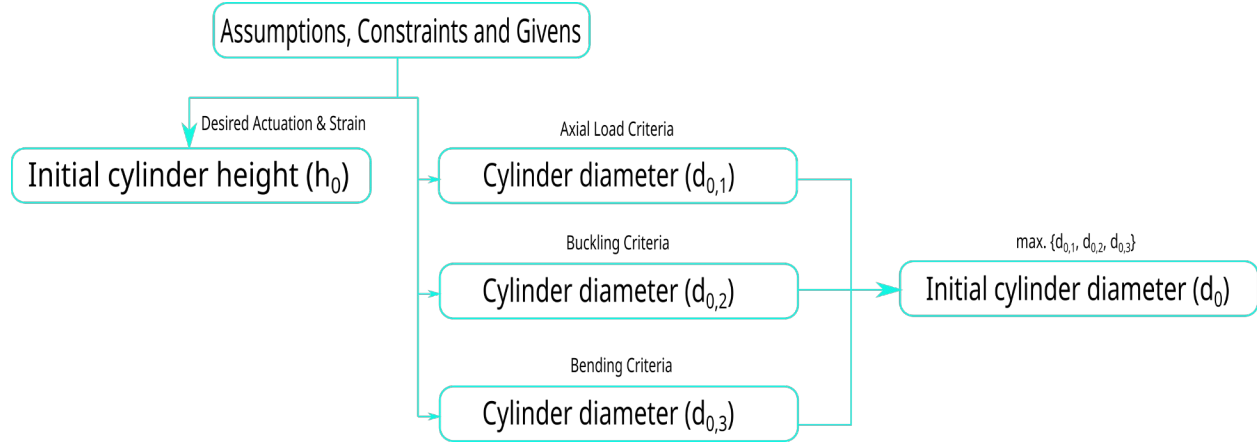 Assumptions, Constraints and Givens
Desired Actuation & Strain
Initial cylinder height (h₀)
Axial Load Criteria
Cylinder diameter (d₀,₁)
Buckling Criteria
Cylinder diameter (d₀,₂)
Bending Criteria
Cylinder diameter (d₀,₃)
max. {d₀,₁, d₀,₂, d₀,₃}
Initial cylinder diameter (d₀)